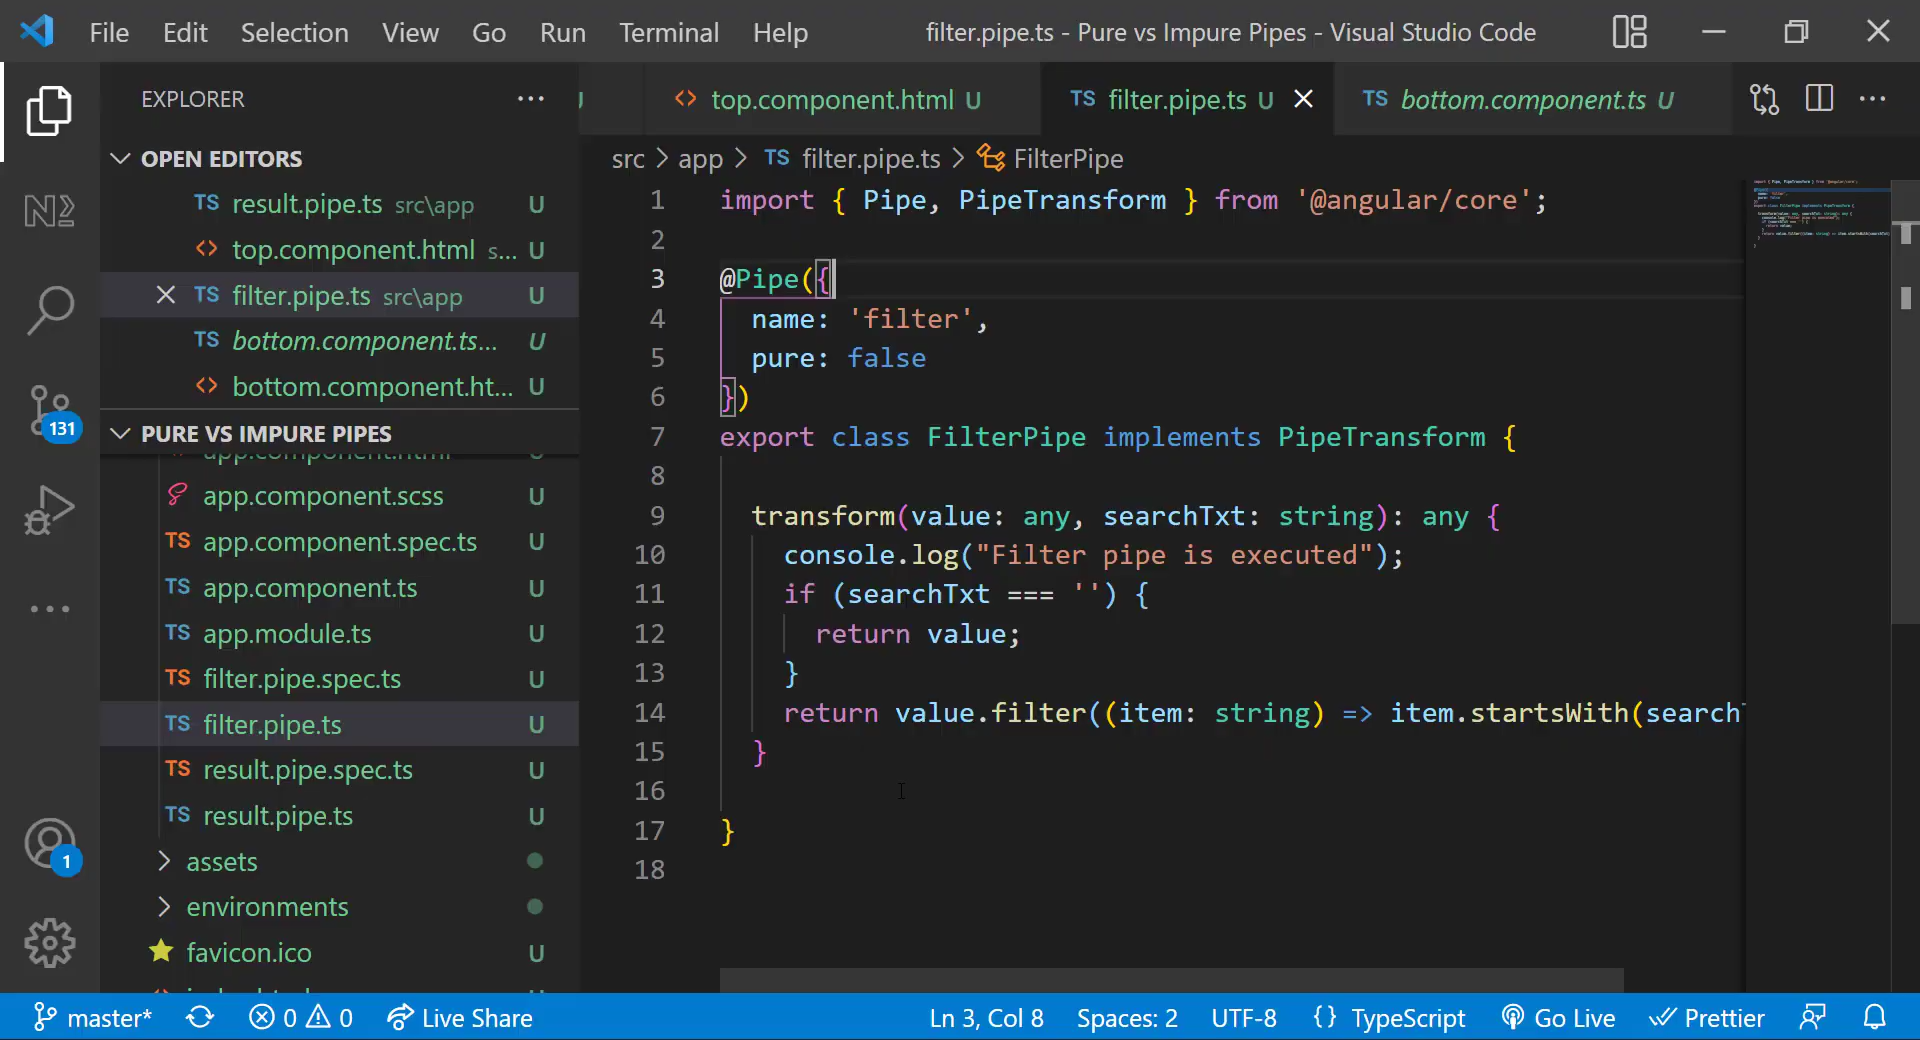 File Edit Selection View Go Run Terminal Help filter.pipe.ts - Pure vs Impure Pipes - Visual Studio Code
EXPLORER
top.component.html U
TS filter.pipe.ts U
TS bottom.component.ts U
OPEN EDITORS
TS result.pipe.ts src\app U
top.component.html s... U
TS filter.pipe.ts src\app U
TS bottom.component.ts... U
bottom.component.ht... U
PURE VS IMPURE PIPES
app.component.html
app.component.scss U
TS app.component.spec.ts U
TS app.component.ts U
TS app.module.ts U
TS filter.pipe.spec.ts U
TS filter.pipe.ts U
TS result.pipe.spec.ts U
TS result.pipe.ts U
assets
environments
favicon.ico U
131
1
src > app > TS filter.pipe.ts > FilterPipe
1 import { Pipe, PipeTransform } from '@angular/core';
2
3 @Pipe({
4 name: 'filter',
5 pure: false
6 })
7 export class FilterPipe implements PipeTransform {
8
9 transform(value: any, searchTxt: string): any {
10 console.log("Filter pipe is executed");
11 if (searchTxt === '') {
12 return value;
13 }
14 return value.filter((item: string) => item.startsWith(search
15 }
16
17 }
18
master* 0 0 Live Share Ln 3, Col 8 Spaces: 2 UTF-8 {} TypeScript Go Live Prettier